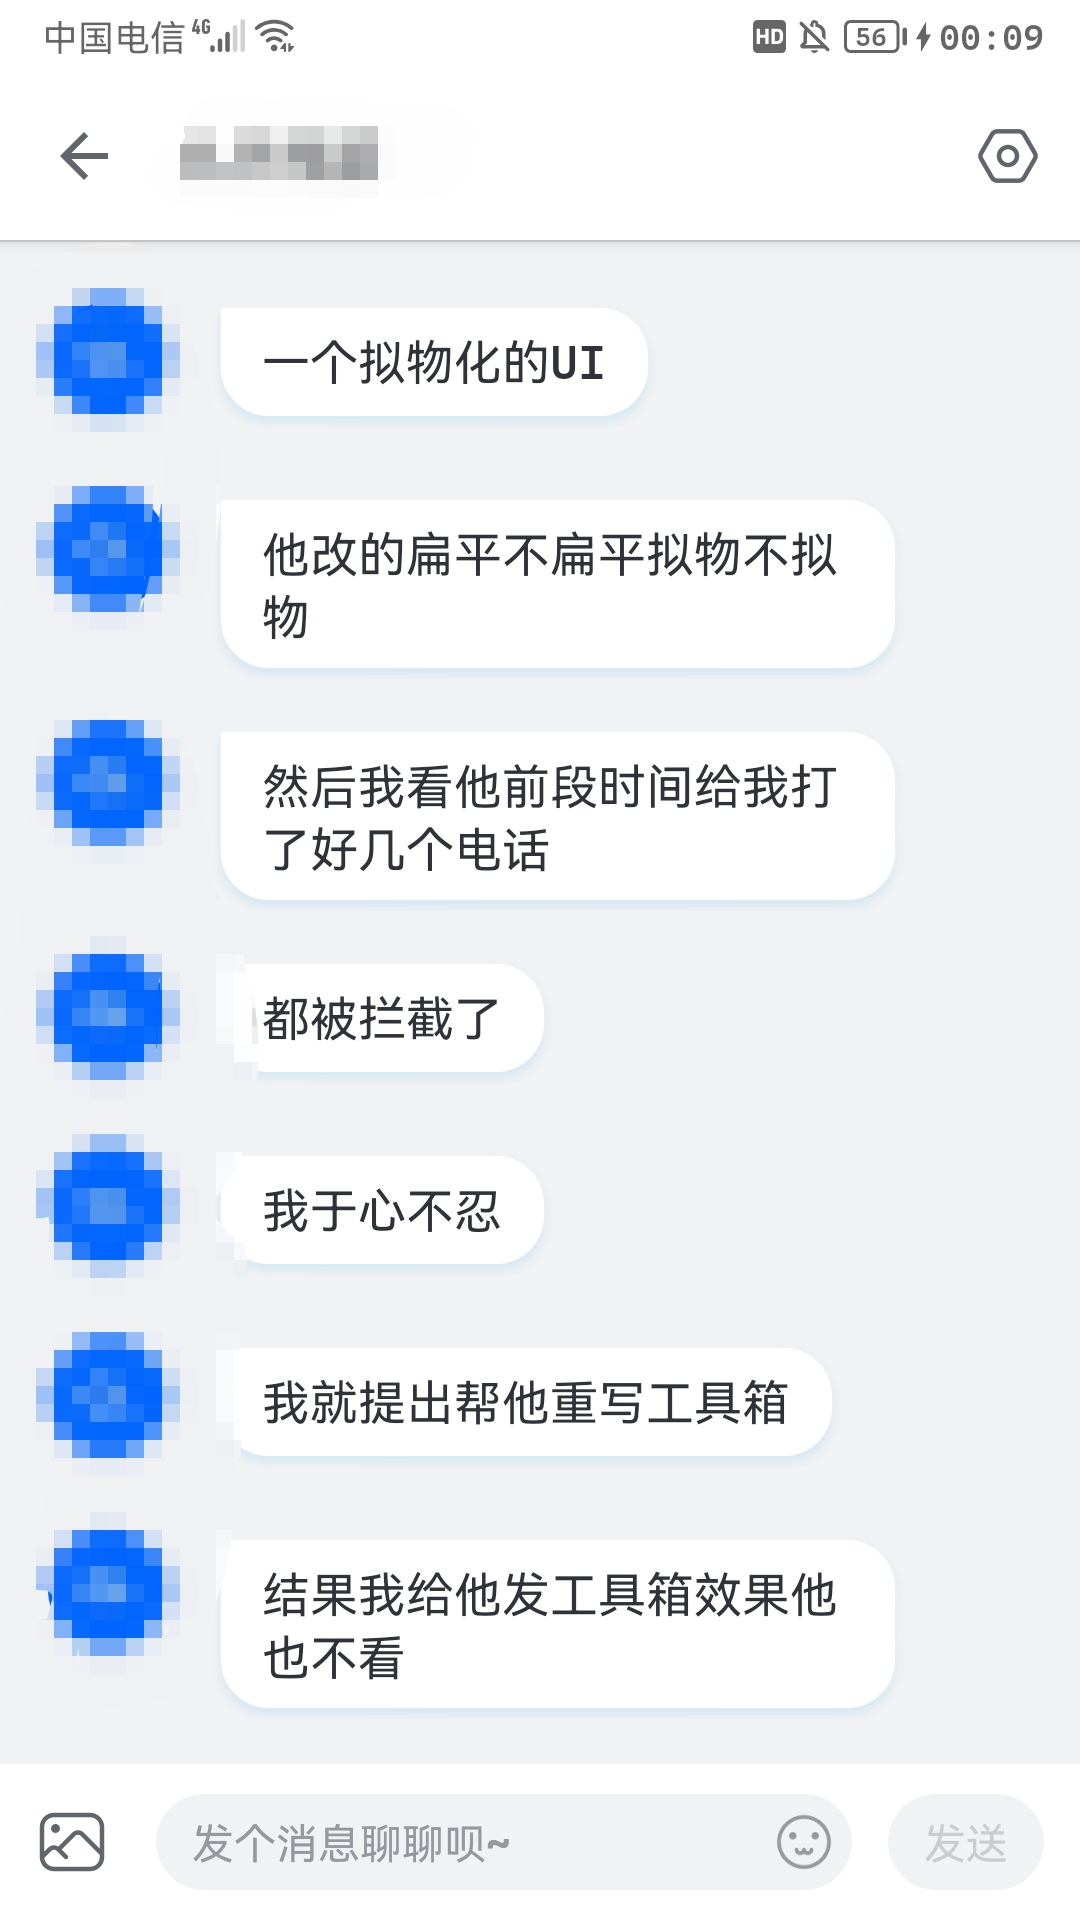 中国电信 4G HD 56 00:09
一个拟物化的UI
他改的扁平不扁平拟物不拟
物
然后我看他前段时间给我打
了好几个电话
都被拦截了
我于心不忍
我就提出帮他重写工具箱
结果我给他发工具箱效果他
也不看
发个消息聊聊呗~ 发送